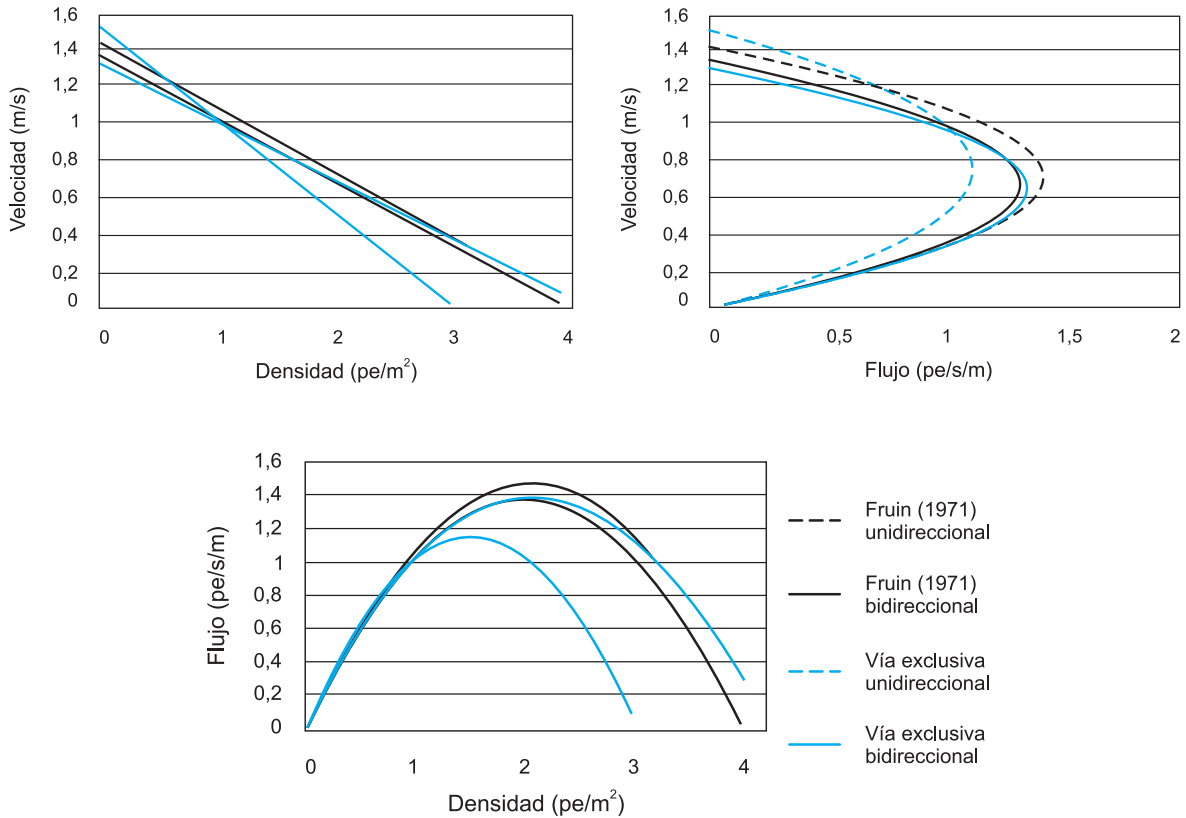 1,6
1,4
1,2
1
0,8
0,6
0,4
0,2
0
Velocidad (m/s)
0 1 2 3 4
Densidad (pe/m²)
1,6
1,4
1,2
1
0,8
0,6
0,4
0,2
0
Velocidad (m/s)
0 0,5 1 1,5 2
Flujo (pe/s/m)
1,6
1,4
1,2
1
0,8
0,6
0,4
0,2
0
Flujo (pe/s/m)
0 1 2 3 4
Densidad (pe/m²)
Fruin (1971)
unidireccional
Fruin (1971)
bidireccional
Vía exclusiva
unidireccional
Vía exclusiva
bidireccional